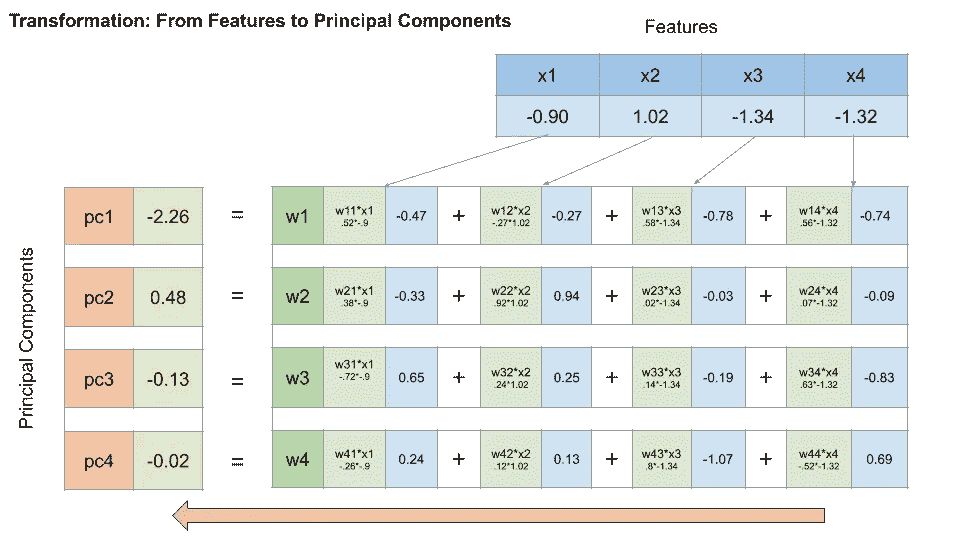 Transformation: From Features to Principal Components
Features
x1 x2 x3 x4
-0.90 1.02 -1.34 -1.32
Principal Components
pc1 -2.26 = w1 w11*x1 -0.47 + w12*x2 -0.27 + w13*x3 -0.78 + w14*x4 -0.74
.52*-.9 -.27*1.02 .58*-1.34 .56*-1.32
pc2 0.48 = w2 w21*x1 -0.33 + w22*x2 0.94 + w23*x3 -0.03 + w24*x4 -0.09
.38*-.9 .92*1.02 .02*-1.34 .07*-1.32
pc3 -0.13 = w3 w31*x1 0.65 + w32*x2 0.25 + w33*x3 -0.19 + w34*x4 -0.83
-.72*-.9 .24*1.02 .14*-1.34 .63*-1.32
pc4 -0.02 = w4 w41*x1 0.24 + w42*x2 0.13 + w43*x3 -1.07 + w44*x4 0.69
-.26*-.9 .12*1.02 .8*-1.34 -.52*-1.32